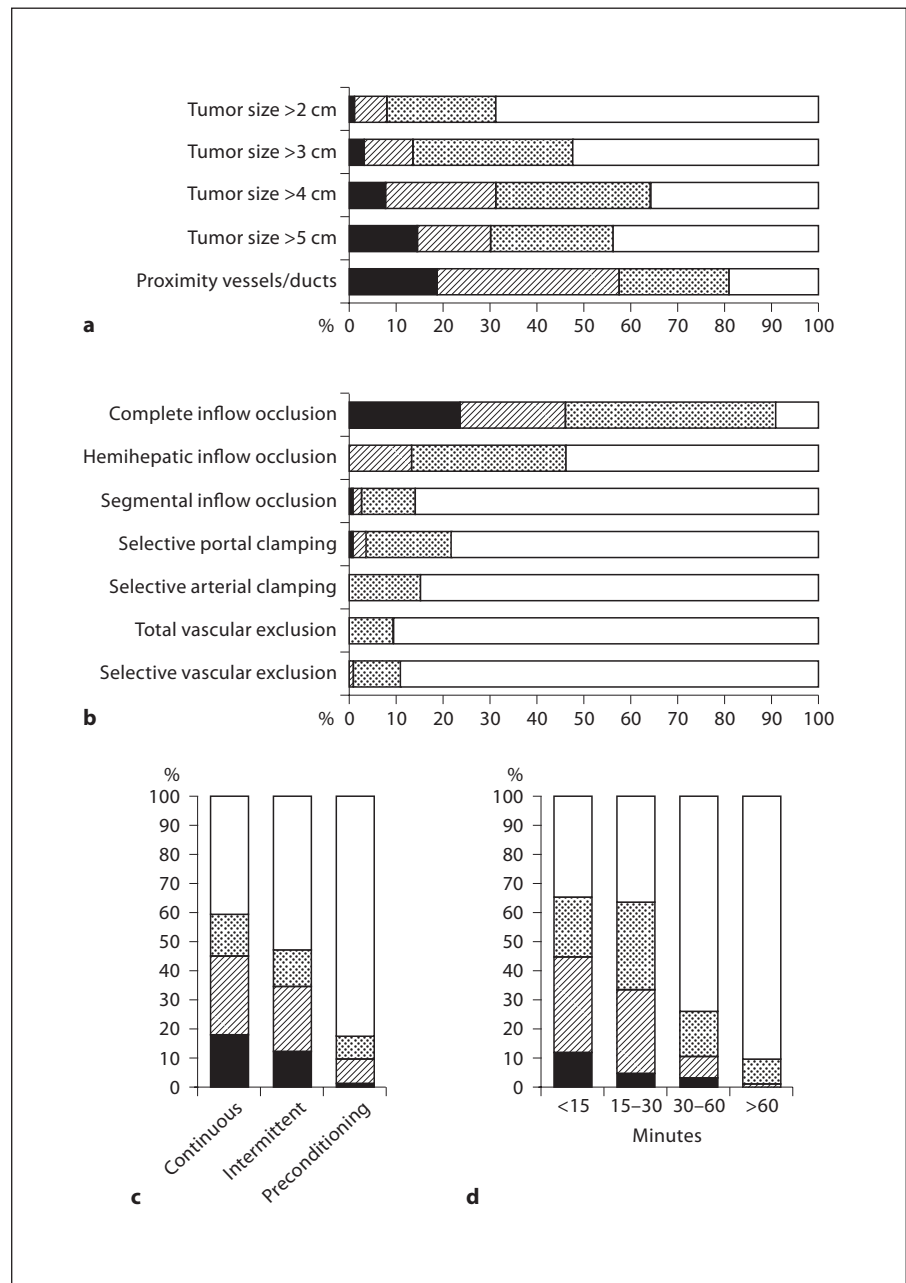 Tumor size >2 cm
Tumor size >3 cm
Tumor size >4 cm
Tumor size >5 cm
Proximity vessels/ducts
a
% 0 10 20 30 40 50 60 70 80 90 100
Complete inflow occlusion
Hemihepatic inflow occlusion
Segmental inflow occlusion
Selective portal clamping
Selective arterial clamping
Total vascular exclusion
Selective vascular exclusion
b
% 0 10 20 30 40 50 60 70 80 90 100
%
100
90
80
70
60
50
40
30
20
10
0
Continuous
Intermittent
Preconditioning
c
%
100
90
80
70
60
50
40
30
20
10
0
<15 15–30 30–60 >60
Minutes
d